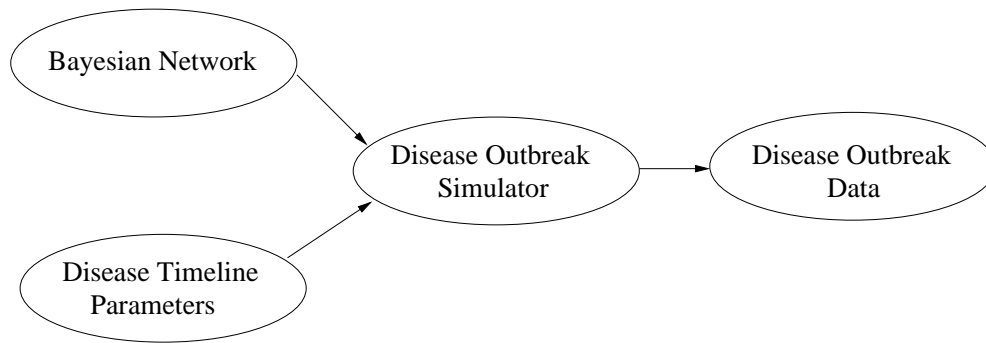 Bayesian Network
Disease Outbreak
Simulator
Disease Outbreak
Data
Disease Timeline
Parameters